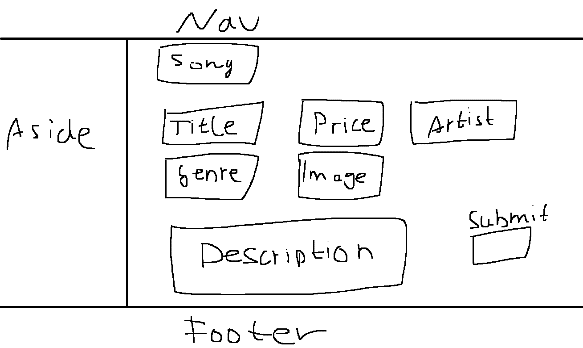 Nav
Song
Aside
Title Price Artist
Genre Image
Submit
Description
Footer